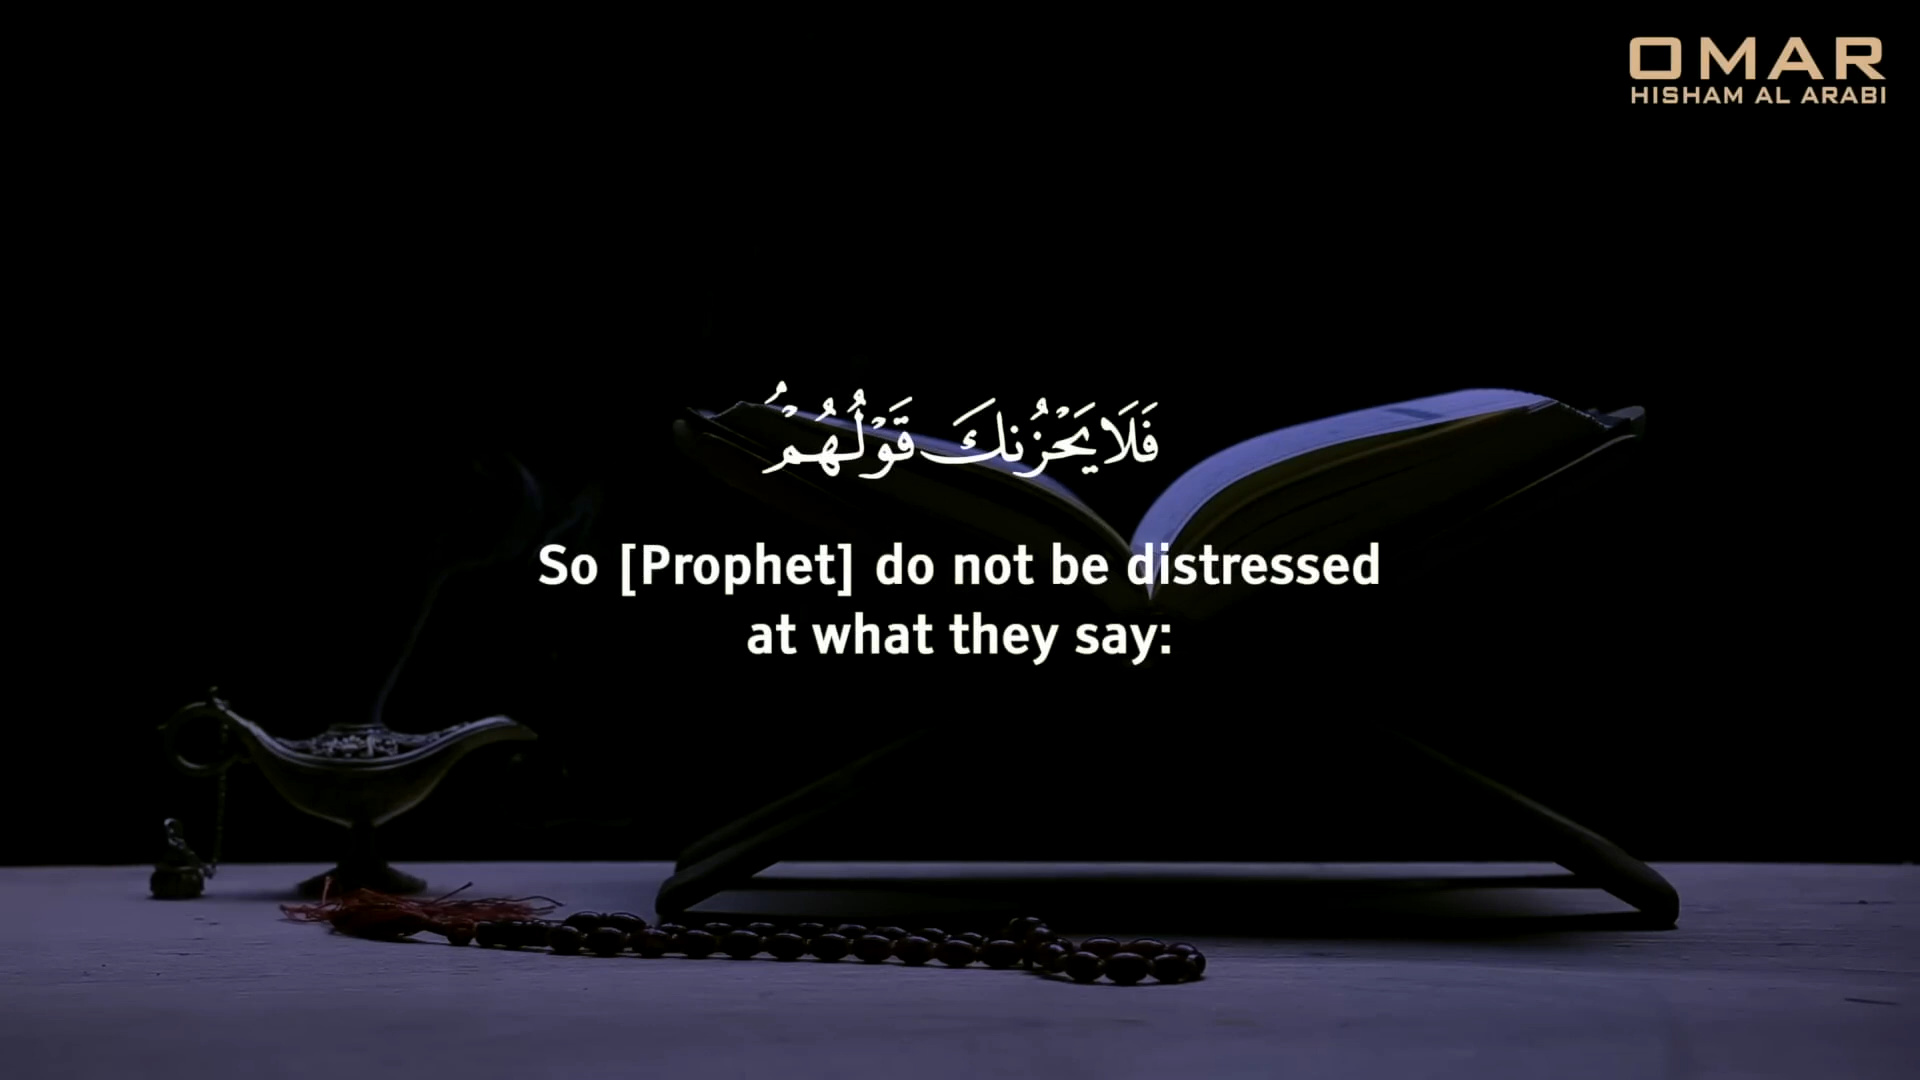 OMAR
HISHAM AL ARABI
فَلَا يَحْزُنكَ قَوْلُهُمْ ۘ
So [Prophet] do not be distressed
at what they say: